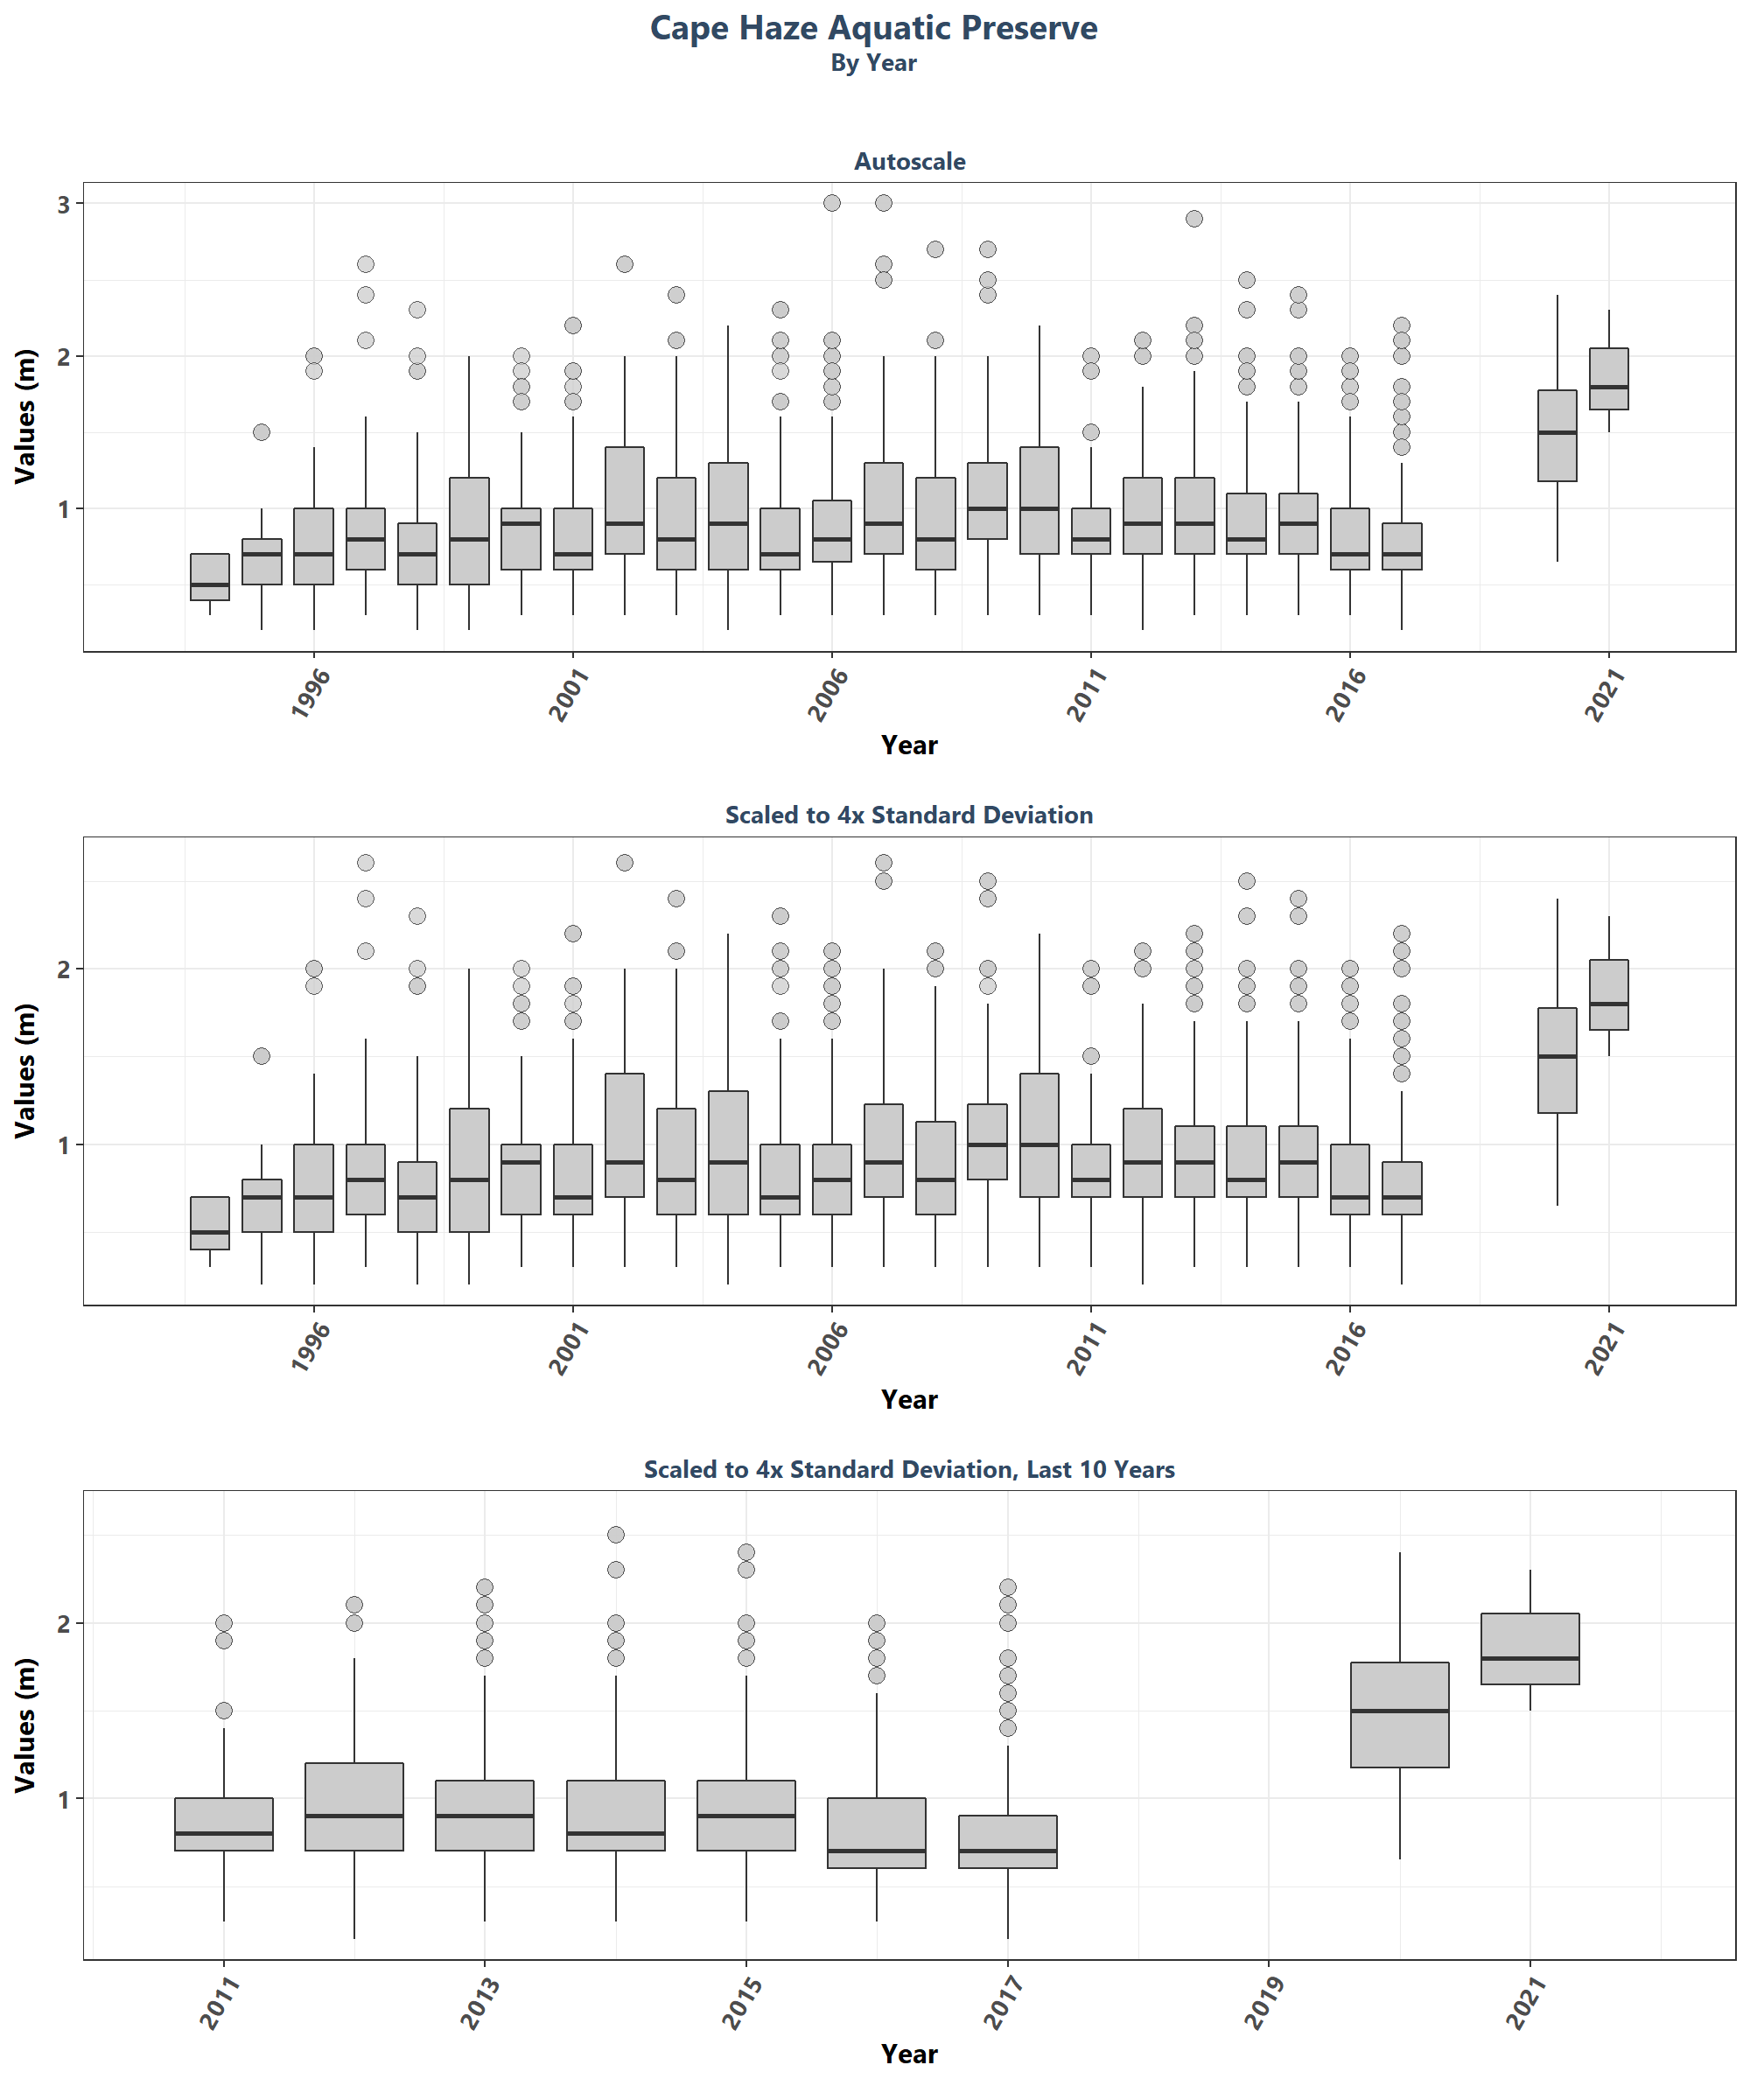 Cape Haze Aquatic Preserve
By Year
Autoscale
Values (m)
3
2
1
1996 2001 2006 2011 2016 2021
Year
Scaled to 4x Standard Deviation
Values (m)
2
1
1996 2001 2006 2011 2016 2021
Year
Scaled to 4x Standard Deviation, Last 10 Years
Values (m)
2
1
2011 2013 2015 2017 2019 2021
Year